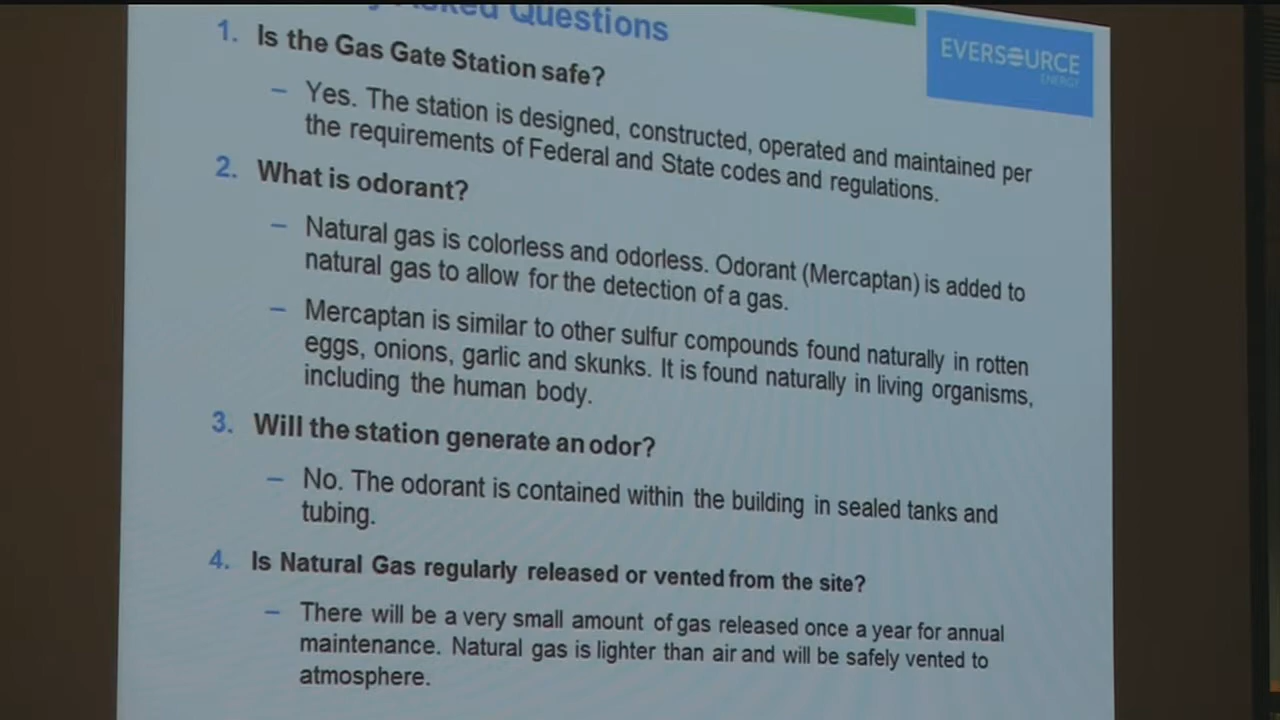 Asked Questions
EVERSOURCE
ENERGY
1. Is the Gas Gate Station safe?
– Yes. The station is designed, constructed, operated and maintained per
the requirements of Federal and State codes and regulations.
2. What is odorant?
– Natural gas is colorless and odorless. Odorant (Mercaptan) is added to
natural gas to allow for the detection of a gas.
– Mercaptan is similar to other sulfur compounds found naturally in rotten
eggs, onions, garlic and skunks. It is found naturally in living organisms,
including the human body.
3. Will the station generate an odor?
– No. The odorant is contained within the building in sealed tanks and
tubing.
4. Is Natural Gas regularly released or vented from the site?
– There will be a very small amount of gas released once a year for annual
maintenance. Natural gas is lighter than air and will be safely vented to
atmosphere.